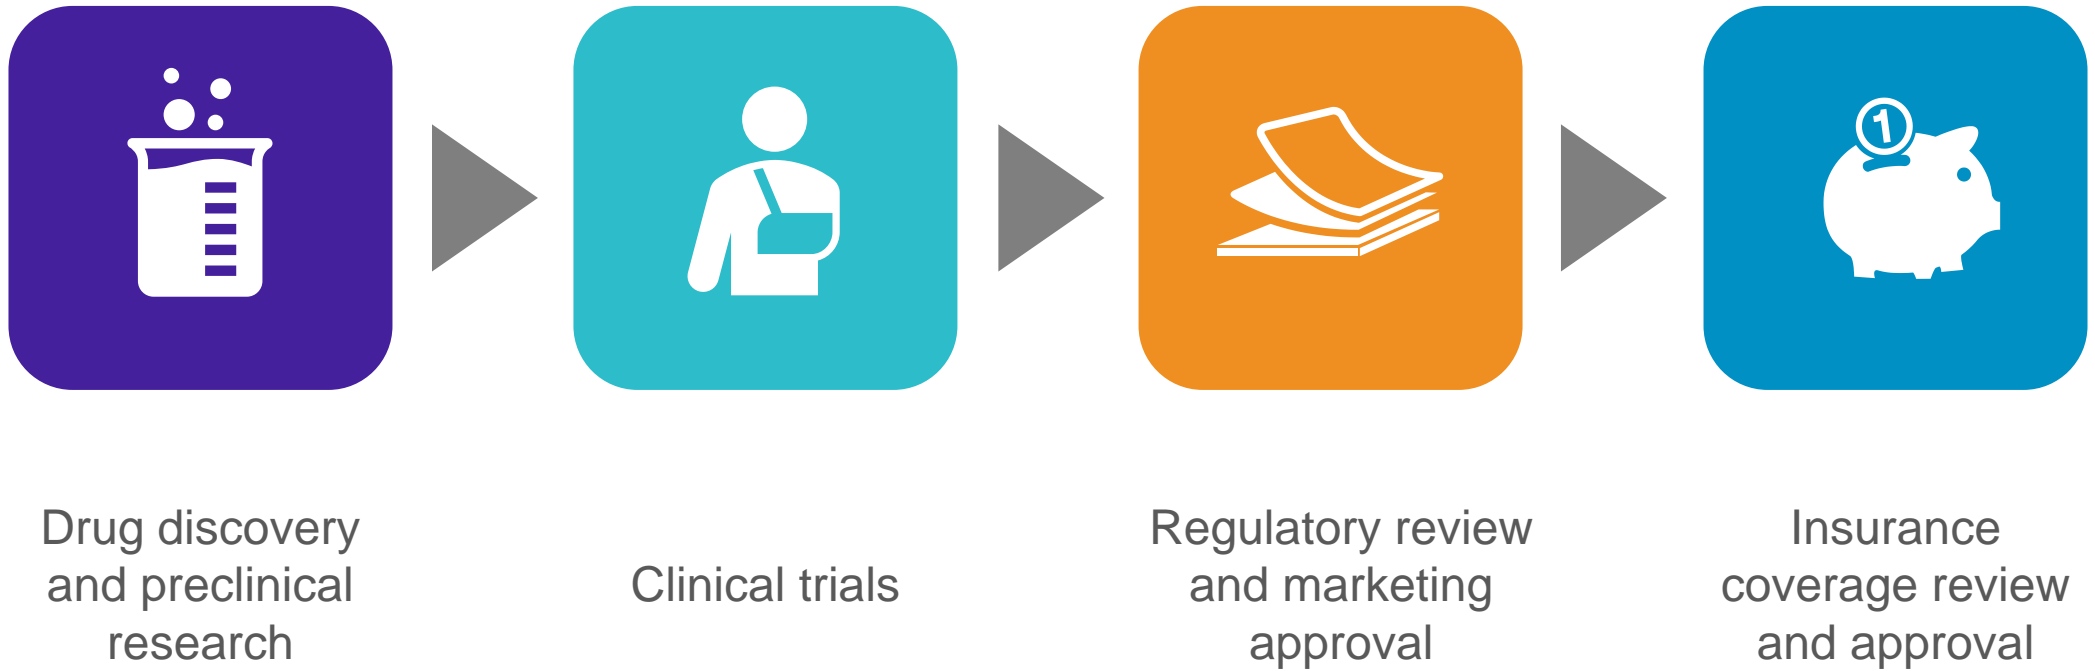 1
Drug discovery
and preclinical
research
Clinical trials
Regulatory review
and marketing
approval
Insurance
coverage review
and approval